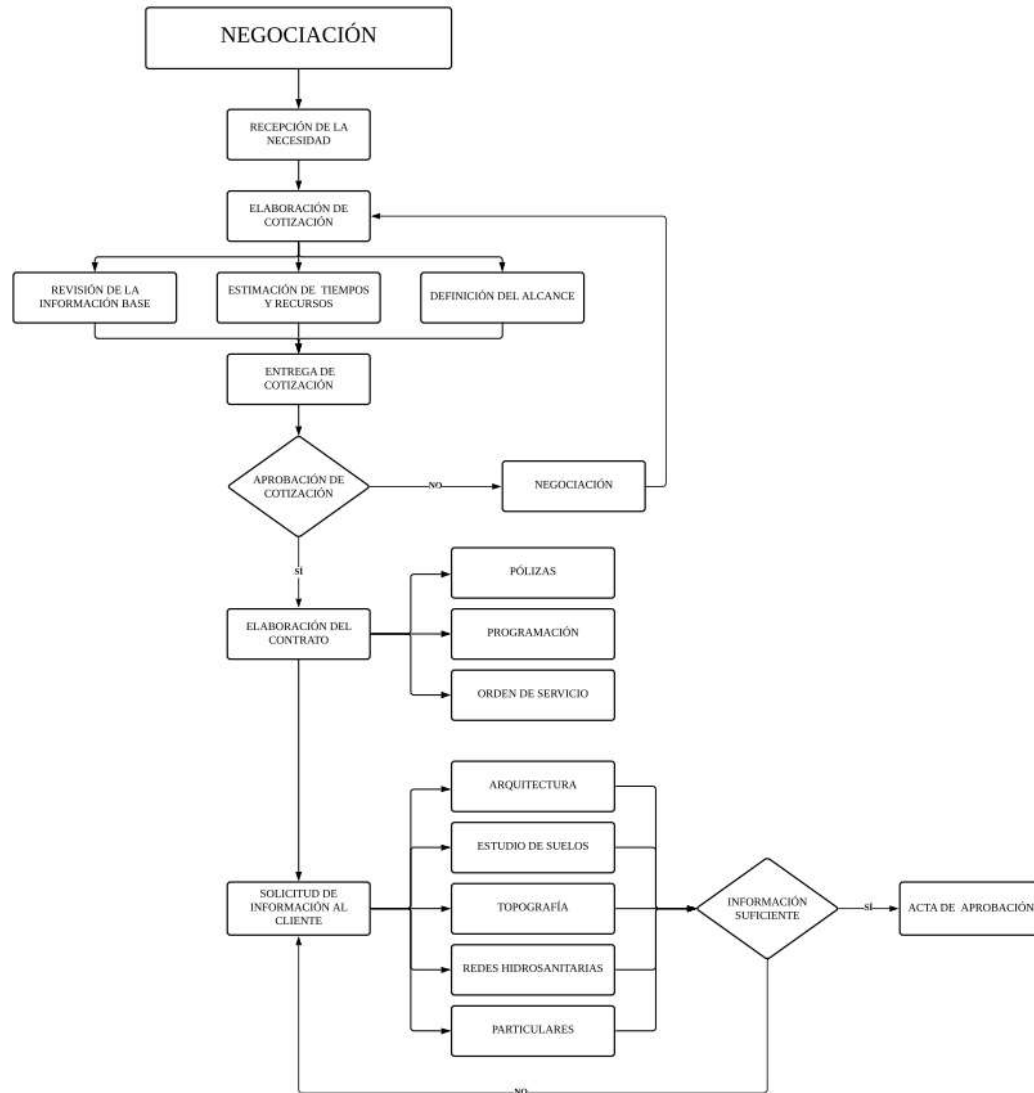 NEGOCIACIÓN
RECEPCIÓN DE LA
NECESIDAD
ELABORACIÓN DE
COTIZACIÓN
REVISIÓN DE LA
INFORMACIÓN BASE
ESTIMACIÓN DE TIEMPOS
Y RECURSOS
DEFINICIÓN DEL ALCANCE
ENTREGA DE
COTIZACIÓN
APROBACIÓN DE
COTIZACIÓN
NO
NEGOCIACIÓN
SÍ
ELABORACIÓN DEL
CONTRATO
PÓLIZAS
PROGRAMACIÓN
ORDEN DE SERVICIO
SOLICITUD DE
INFORMACIÓN AL
CLIENTE
ARQUITECTURA
ESTUDIO DE SUELOS
TOPOGRAFÍA
REDES HIDROSANITARIAS
PARTICULARES
INFORMACIÓN
SUFICIENTE
SÍ
ACTA DE APROBACIÓN
NO